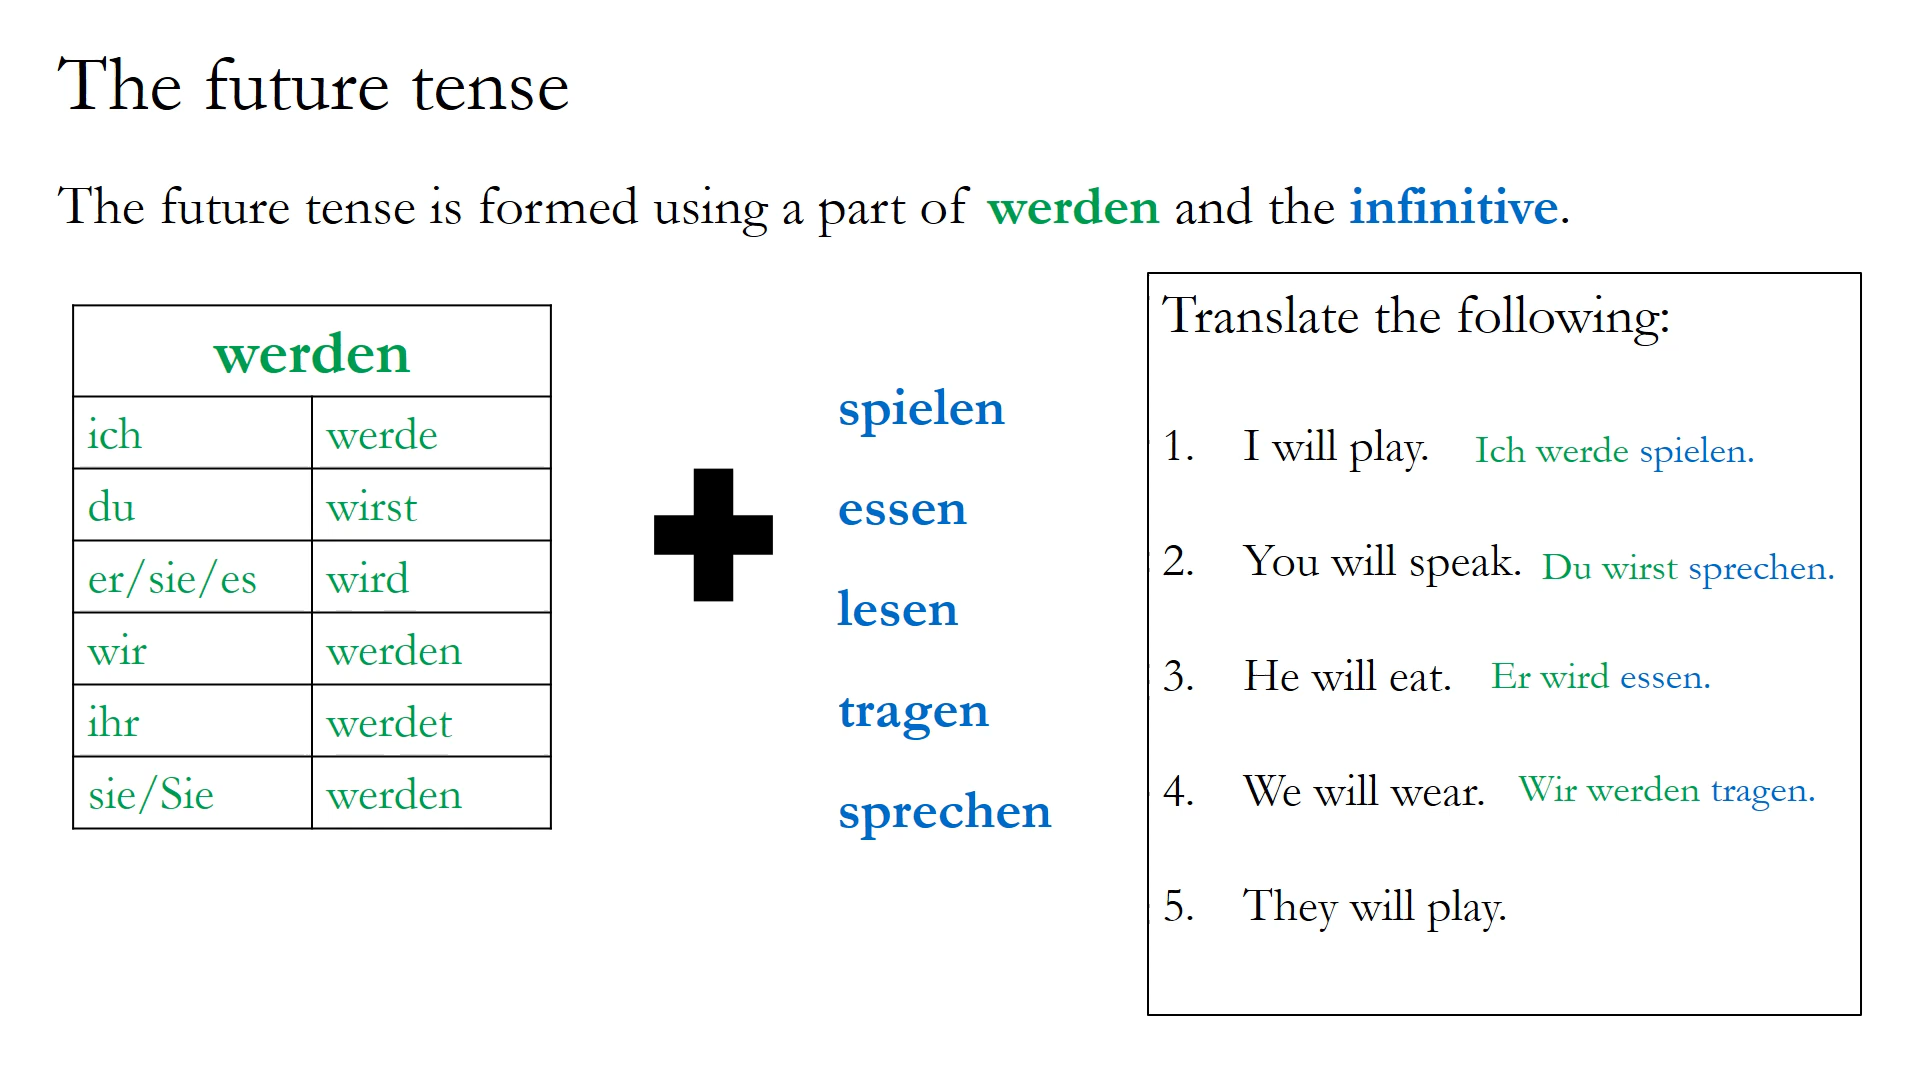 The future tense
The future tense is formed using a part of werden and the infinitive.
werden
ich werde
du wirst
er/sie/es wird
wir werden
ihr werdet
sie/Sie werden
spielen
essen
lesen
tragen
sprechen
Translate the following:
1. I will play. Ich werde spielen.
2. You will speak. Du wirst sprechen.
3. He will eat. Er wird essen.
4. We will wear. Wir werden tragen.
5. They will play.